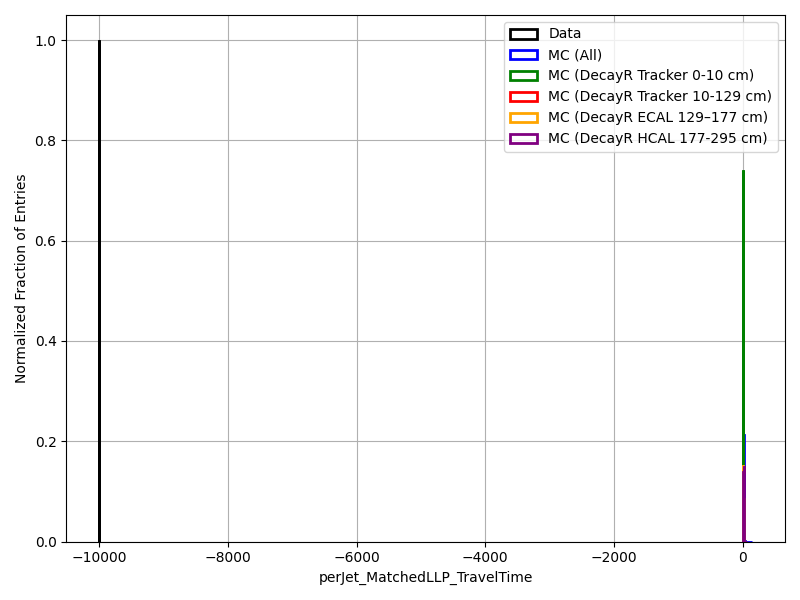 Data
MC (All)
MC (DecayR Tracker 0-10 cm)
MC (DecayR Tracker 10-129 cm)
MC (DecayR ECAL 129–177 cm)
MC (DecayR HCAL 177-295 cm)
1.0
0.8
0.6
0.4
0.2
0.0
Normalized Fraction of Entries
−10000 −8000 −6000 −4000 −2000 0
perJet_MatchedLLP_TravelTime